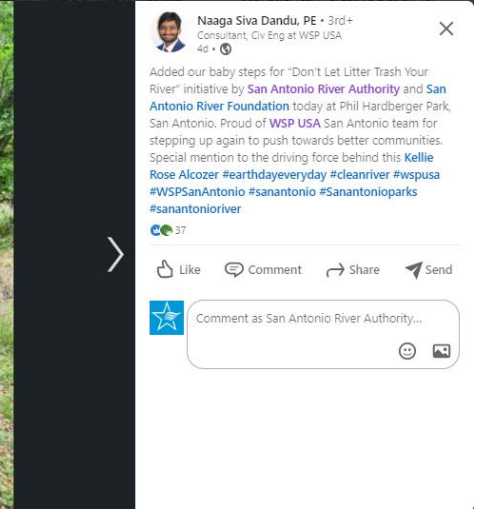 Naaga Siva Dandu, PE • 3rd+
Consultant, Civ Eng at WSP USA
4d •
Added our baby steps for “Don't Let Litter Trash Your
River” initiative by San Antonio River Authority and San
Antonio River Foundation today at Phil Hardberger Park,
San Antonio. Proud of WSP USA San Antonio team for
stepping up again to push towards better communities.
Special mention to the driving force behind this Kellie
Rose Alcozer #earthdayeveryday #cleanriver #wspusa
#WSPSanAntonio #sanantonio #Sanantonioparks
#sanantonioriver
37
Like Comment Share Send
Comment as San Antonio River Authority...